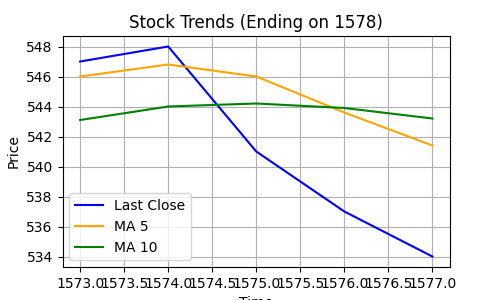 Stock Trends (Ending on 1578)
Price
548
546
544
542
540
538
536
534
Last Close
MA 5
MA 10
1573.0 1573.5 1574.0 1574.5 1575.0 1575.5 1576.0 1576.5 1577.0
Time